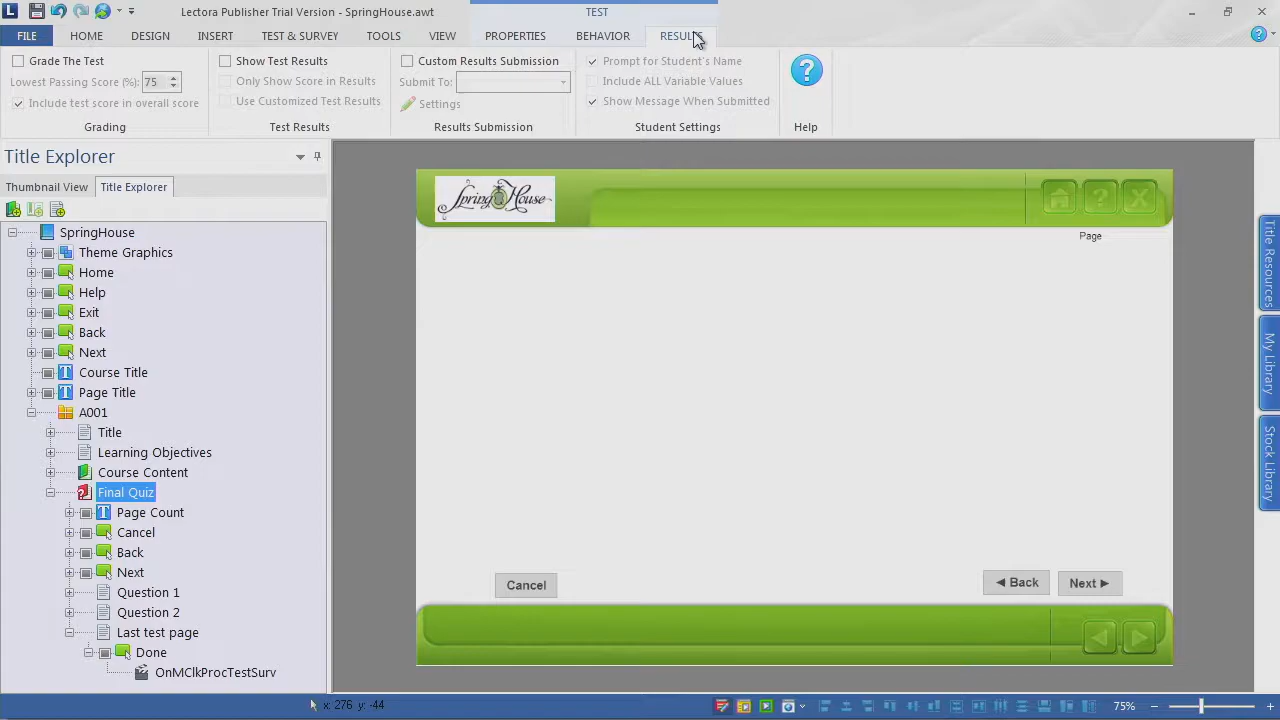 Lectora Publisher Trial Version - SpringHouse.awt
TEST
FILE
HOME
DESIGN
INSERT
TEST & SURVEY
TOOLS
VIEW
PROPERTIES
BEHAVIOR
Grade The Test
Lowest Passing Score (%): 75
Include test score in overall score
Grading
Show Test Results
Only Show Score in Results
Use Customized Test Results
Test Results
Custom Results Submission
Submit To:
Settings
Results Submission
Prompt for Student's Name
Include ALL Variable Values
Show Message When Submitted
Student Settings
Help
Title Explorer
Thumbnail View
Title Explorer
SpringHouse
Theme Graphics
Home
Help
Exit
Back
Next
Course Title
Page Title
A001
Title
Learning Objectives
Course Content
Final Quiz
Page Count
Cancel
Back
Next
Question 1
Question 2
Last test page
Done
OnMClkProcTestSurv
Spring House
Page
Cancel
Back
Next
Title Resources
My Library
Stock Library
x: 276 y: -44
75%